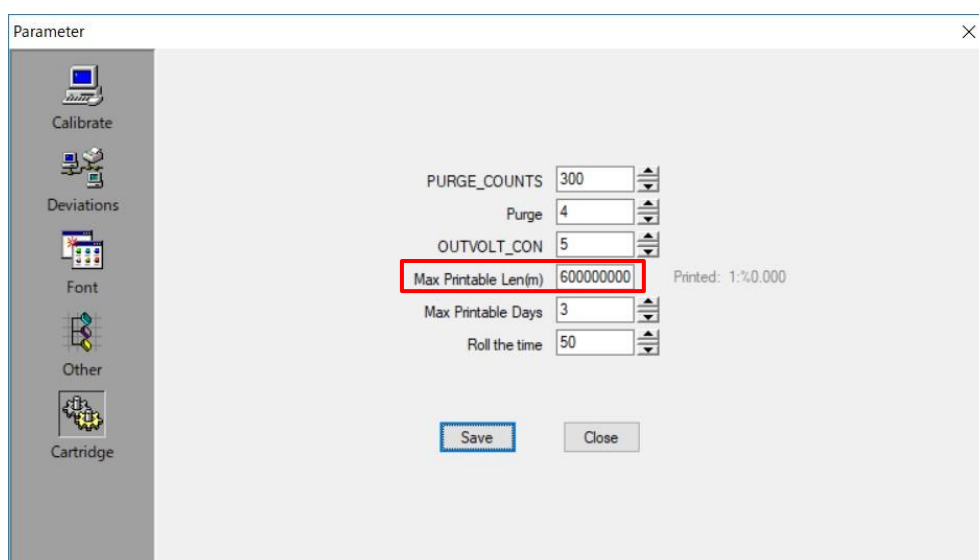 Parameter
Calibrate
Deviations
Font
Other
Cartridge
PURGE_COUNTS 300
Purge 4
OUTVOLT_CON 5
Max Printable Len(m) 600000000 Printed: 1:%0.000
Max Printable Days 3
Roll the time 50
Save Close